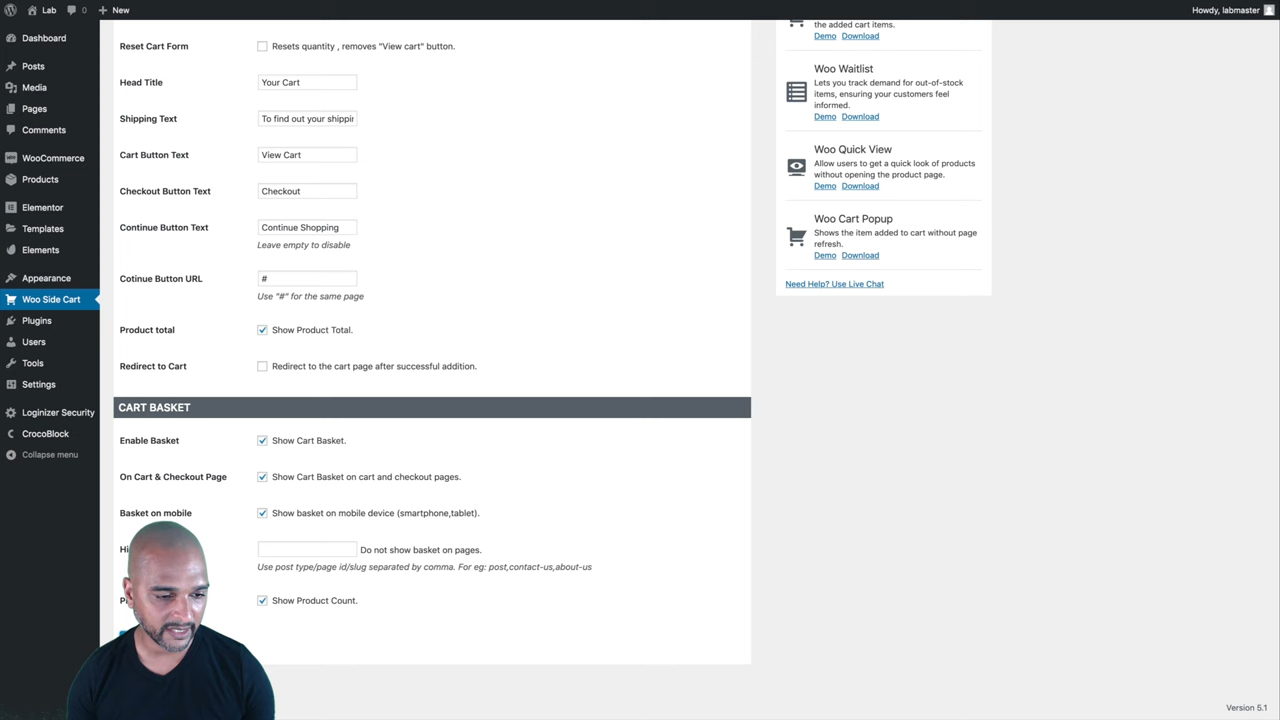 Lab
0
New
Howdy, labmaster
Dashboard
Posts
Media
Pages
Comments
WooCommerce
Products
Elementor
Templates
Elements
Appearance
Woo Side Cart
Plugins
Users
Tools
Settings
Loginizer Security
CrocoBlock
Collapse menu
Reset Cart Form
Resets quantity , removes "View cart" button.
Head Title
Your Cart
Shipping Text
To find out your shippin
Cart Button Text
View Cart
Checkout Button Text
Checkout
Continue Button Text
Continue Shopping
Leave empty to disable
Cotinue Button URL
#
Use "#" for the same page
Product total
Show Product Total.
Redirect to Cart
Redirect to the cart page after successful addition.
CART BASKET
Enable Basket
Show Cart Basket.
On Cart & Checkout Page
Show Cart Basket on cart and checkout pages.
Basket on mobile
Show basket on mobile device (smartphone,tablet).
Do not show basket on pages.
Use post type/page id/slug separated by comma. For eg: post,contact-us,about-us
Show Product Count.
the added cart items.
Demo Download
Woo Waitlist
Lets you track demand for out-of-stock
items, ensuring your customers feel
informed.
Demo Download
Woo Quick View
Allow users to get a quick look of products
without opening the product page.
Demo Download
Woo Cart Popup
Shows the item added to cart without page
refresh.
Demo Download
Need Help? Use Live Chat
Version 5.1